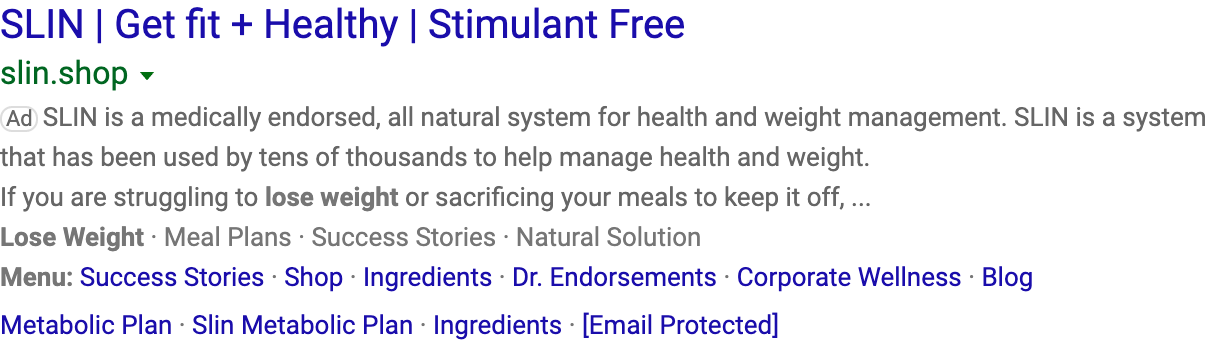 SLIN | Get fit + Healthy | Stimulant Free
slin.shop
Ad SLIN is a medically endorsed, all natural system for health and weight management. SLIN is a system
that has been used by tens of thousands to help manage health and weight.
If you are struggling to lose weight or sacrificing your meals to keep it off, ...
Lose Weight · Meal Plans · Success Stories · Natural Solution
Menu: Success Stories · Shop · Ingredients · Dr. Endorsements · Corporate Wellness · Blog
Metabolic Plan · Slin Metabolic Plan · Ingredients · [Email Protected]